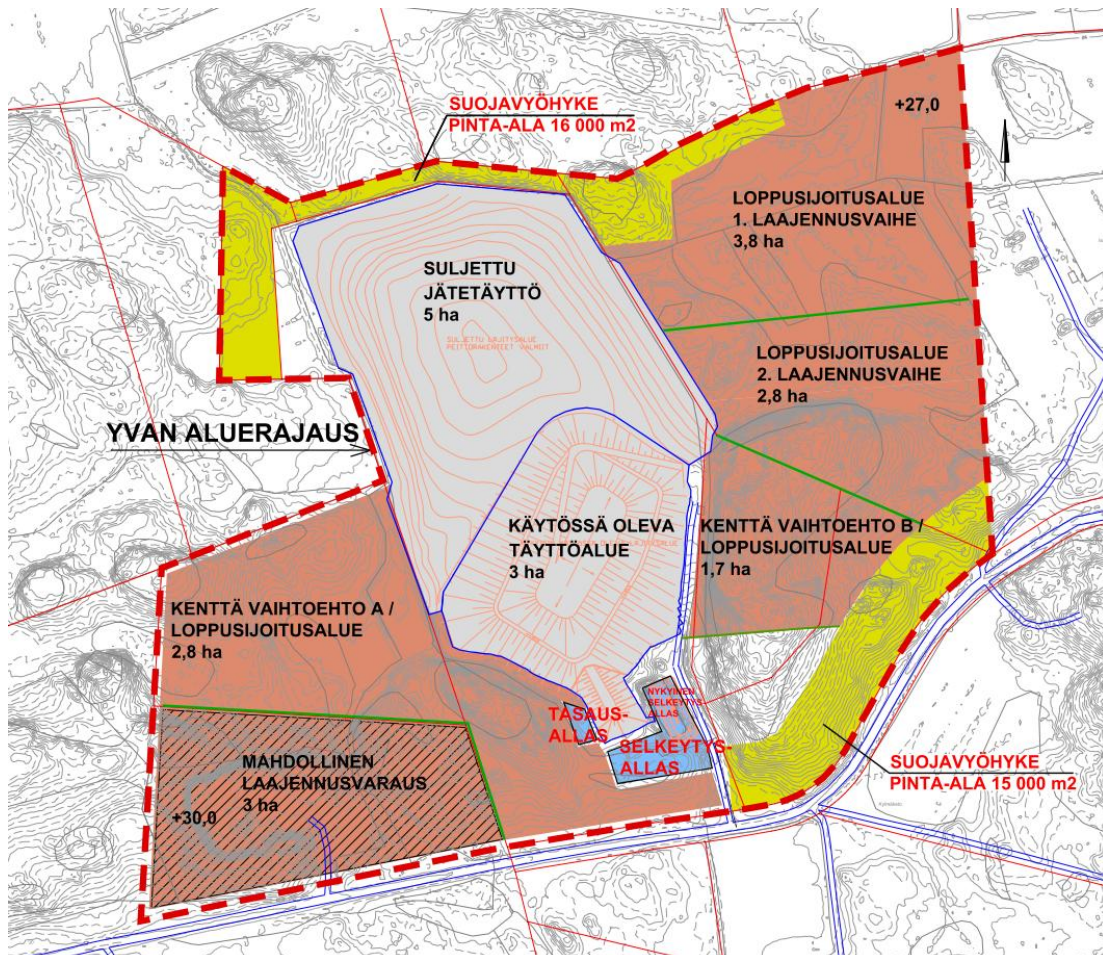 SUOJAVYÖHYKE
PINTA-ALA 16 000 m2
+27,0
LOPPUSIJOITUSALUE
1. LAAJENNUSVAIHE
3,8 ha
SULJETTU
JÄTETÄYTTÖ
5 ha
LOPPUSIJOITUSALUE
2. LAAJENNUSVAIHE
2,8 ha
YVAN ALUERAJAUS
KÄYTÖSSÄ OLEVA
TÄYTTÖALUE
3 ha
KENTTÄ VAIHTOEHTO B /
LOPPUSIJOITUSALUE
1,7 ha
KENTTÄ VAIHTOEHTO A /
LOPPUSIJOITUSALUE
2,8 ha
NYKYINEN
SELKEYTYS-
ALLAS
TASAUS-
ALLAS
SELKEYTYS-
ALLAS
MAHDOLLINEN
LAAJENNUSVARAUS
3 ha
+30,0
SUOJAVYÖHYKE
PINTA-ALA 15 000 m2